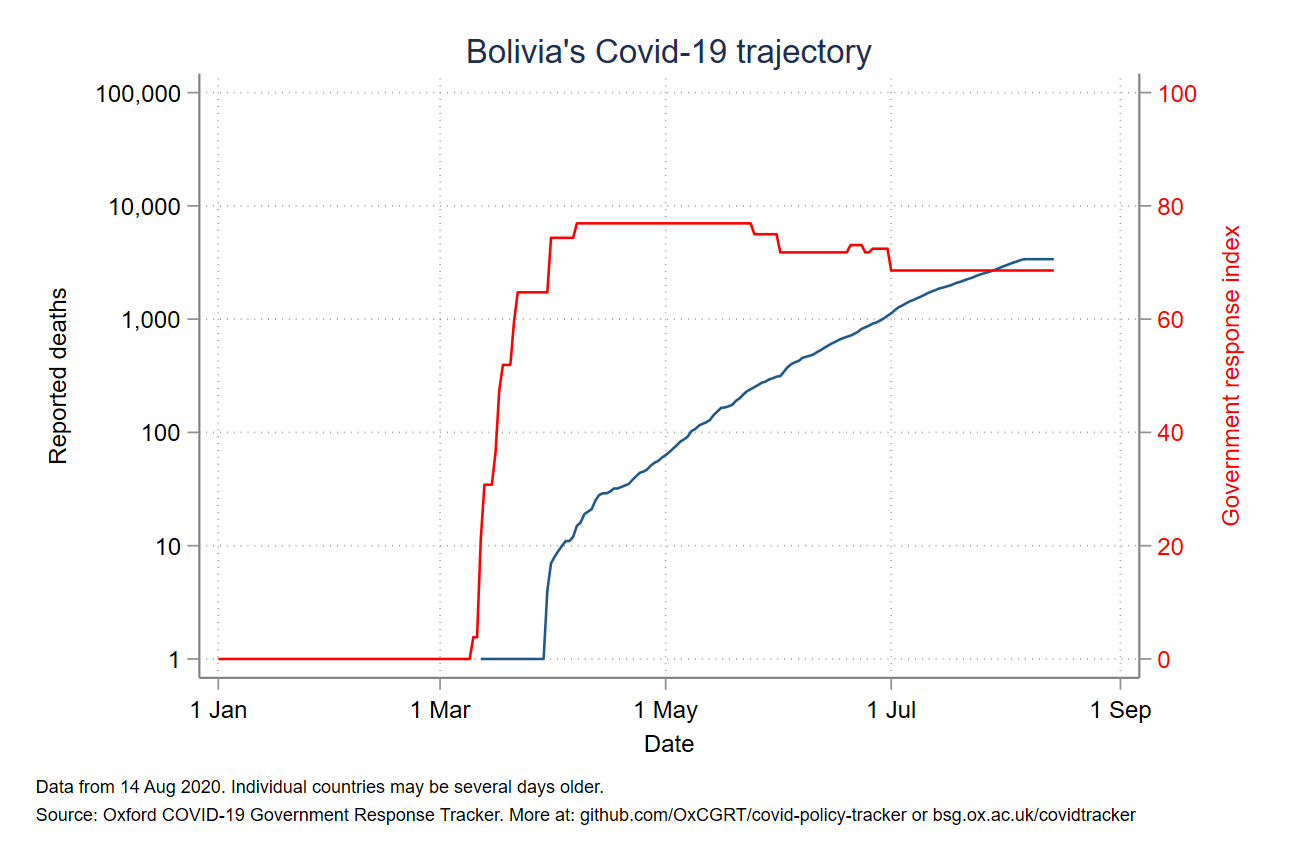 Bolivia's Covid-19 trajectory
100,000
10,000
1,000
100
10
1
Reported deaths
100
80
60
40
20
0
Government response index
1 Jan
1 Mar
1 May
1 Jul
1 Sep
Date
Data from 14 Aug 2020. Individual countries may be several days older.
Source: Oxford COVID-19 Government Response Tracker. More at: github.com/OxCGRT/covid-policy-tracker or bsg.ox.ac.uk/covidtracker